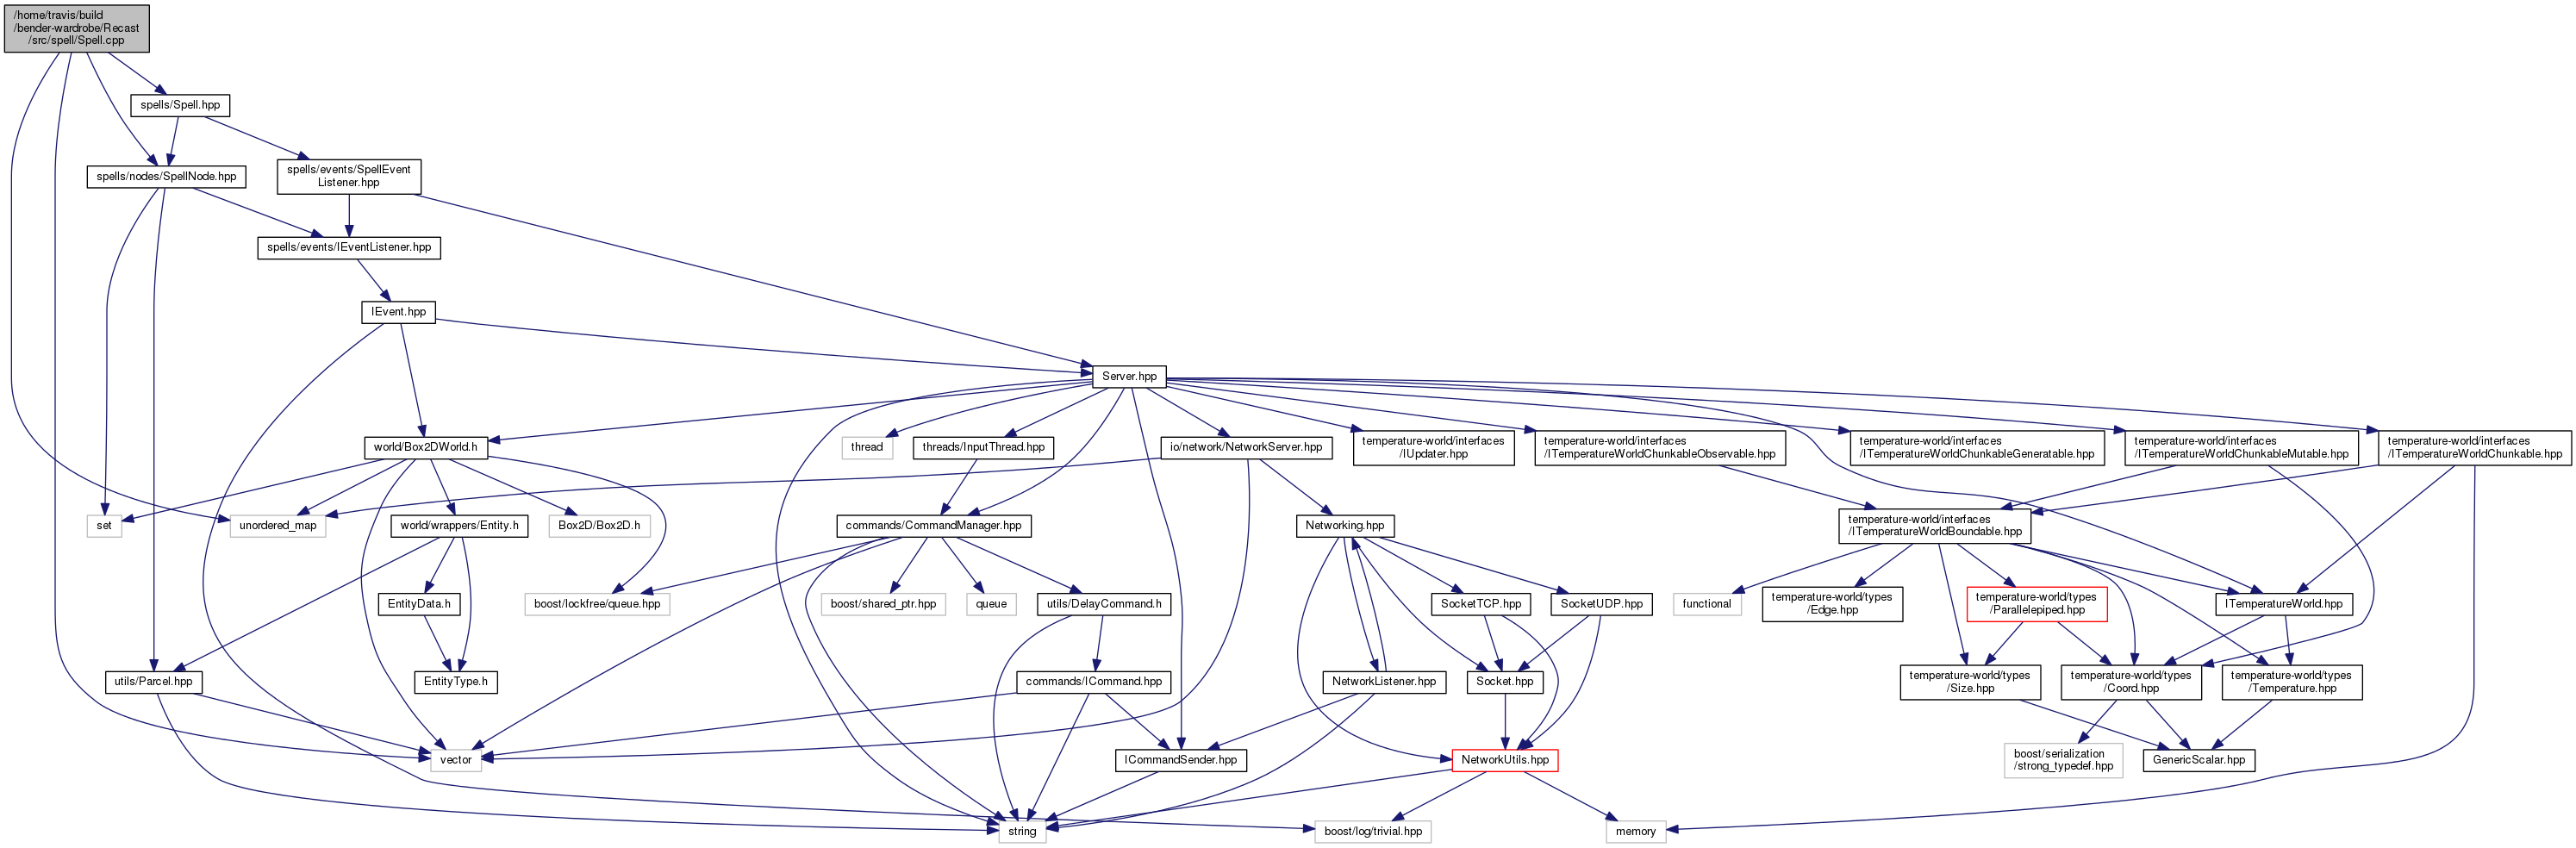 /home/travis/build
/bender-wardrobe/Recast
/src/spell/Spell.cpp
spells/Spell.hpp
spells/nodes/SpellNode.hpp
spells/events/SpellEvent
Listener.hpp
spells/events/IEventListener.hpp
IEvent.hpp
Server.hpp
world/Box2DWorld.h
thread
threads/InputThread.hpp
io/network/NetworkServer.hpp
temperature-world/interfaces
/IUpdater.hpp
temperature-world/interfaces
/ITemperatureWorldChunkableObservable.hpp
temperature-world/interfaces
/ITemperatureWorldChunkableGeneratable.hpp
temperature-world/interfaces
/ITemperatureWorldChunkableMutable.hpp
temperature-world/interfaces
/ITemperatureWorldChunkable.hpp
set
unordered_map
world/wrappers/Entity.h
Box2D/Box2D.h
commands/CommandManager.hpp
Networking.hpp
temperature-world/interfaces
/ITemperatureWorldBoundable.hpp
EntityData.h
boost/lockfree/queue.hpp
boost/shared_ptr.hpp
queue
utils/DelayCommand.h
SocketTCP.hpp
SocketUDP.hpp
functional
temperature-world/types
/Edge.hpp
temperature-world/types
/Parallelepiped.hpp
ITemperatureWorld.hpp
utils/Parcel.hpp
EntityType.h
commands/ICommand.hpp
NetworkListener.hpp
Socket.hpp
temperature-world/types
/Size.hpp
temperature-world/types
/Coord.hpp
temperature-world/types
/Temperature.hpp
vector
ICommandSender.hpp
NetworkUtils.hpp
boost/serialization
/strong_typedef.hpp
GenericScalar.hpp
string
boost/log/trivial.hpp
memory